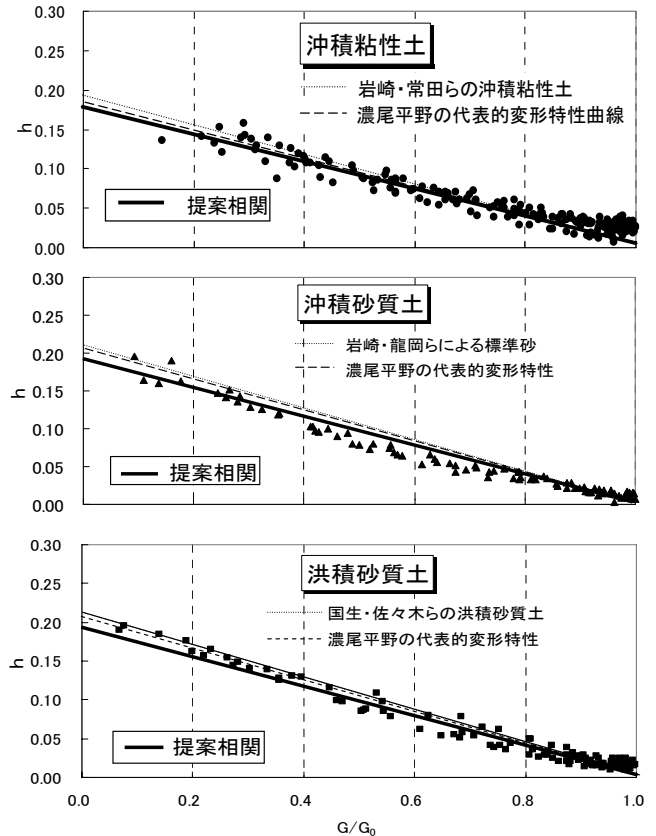 0.30
0.25
0.20
0.15
0.10
0.05
0.00
h
沖積粘性土
岩崎・常田らの沖積粘性土
濃尾平野の代表的変形特性曲線
提案相関
0.30
0.25
0.20
0.15
0.10
0.05
0.00
h
沖積砂質土
岩崎・龍岡らによる標準砂
濃尾平野の代表的変形特性
提案相関
0.30
0.25
0.20
0.15
0.10
0.05
0.00
h
洪積砂質土
国生・佐々木らの洪積砂質土
濃尾平野の代表的変形特性
提案相関
0.0 0.2 0.4 0.6 0.8 1.0
G/G₀